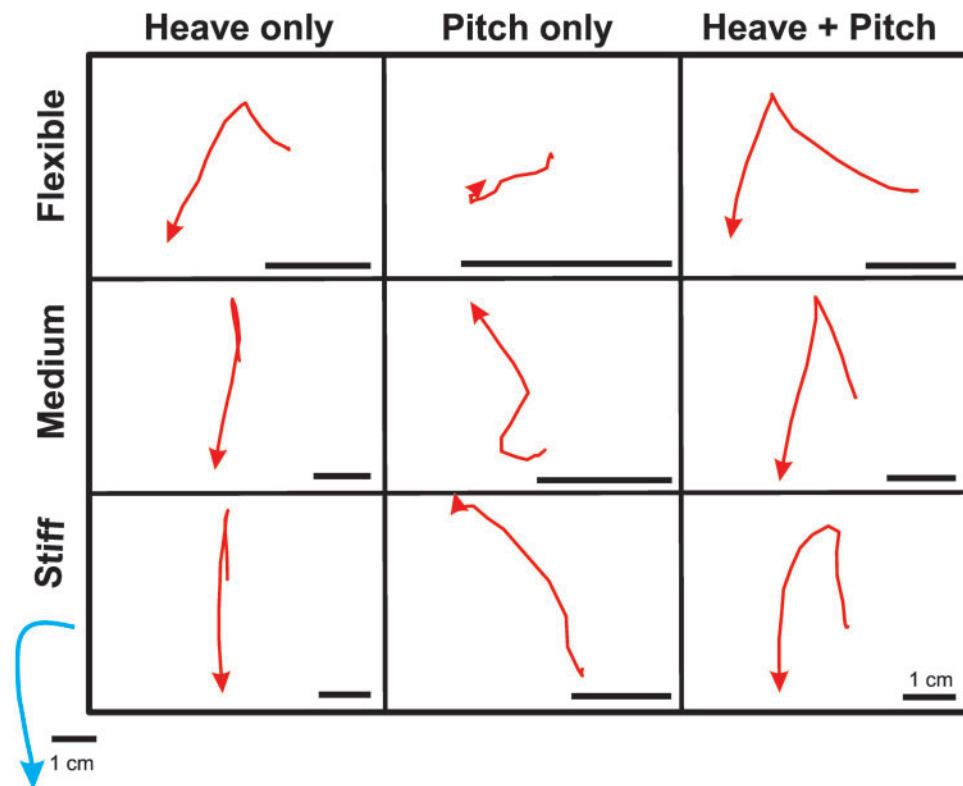 Heave only
Pitch only
Heave + Pitch
Flexible
Medium
Stiff
1 cm
1 cm